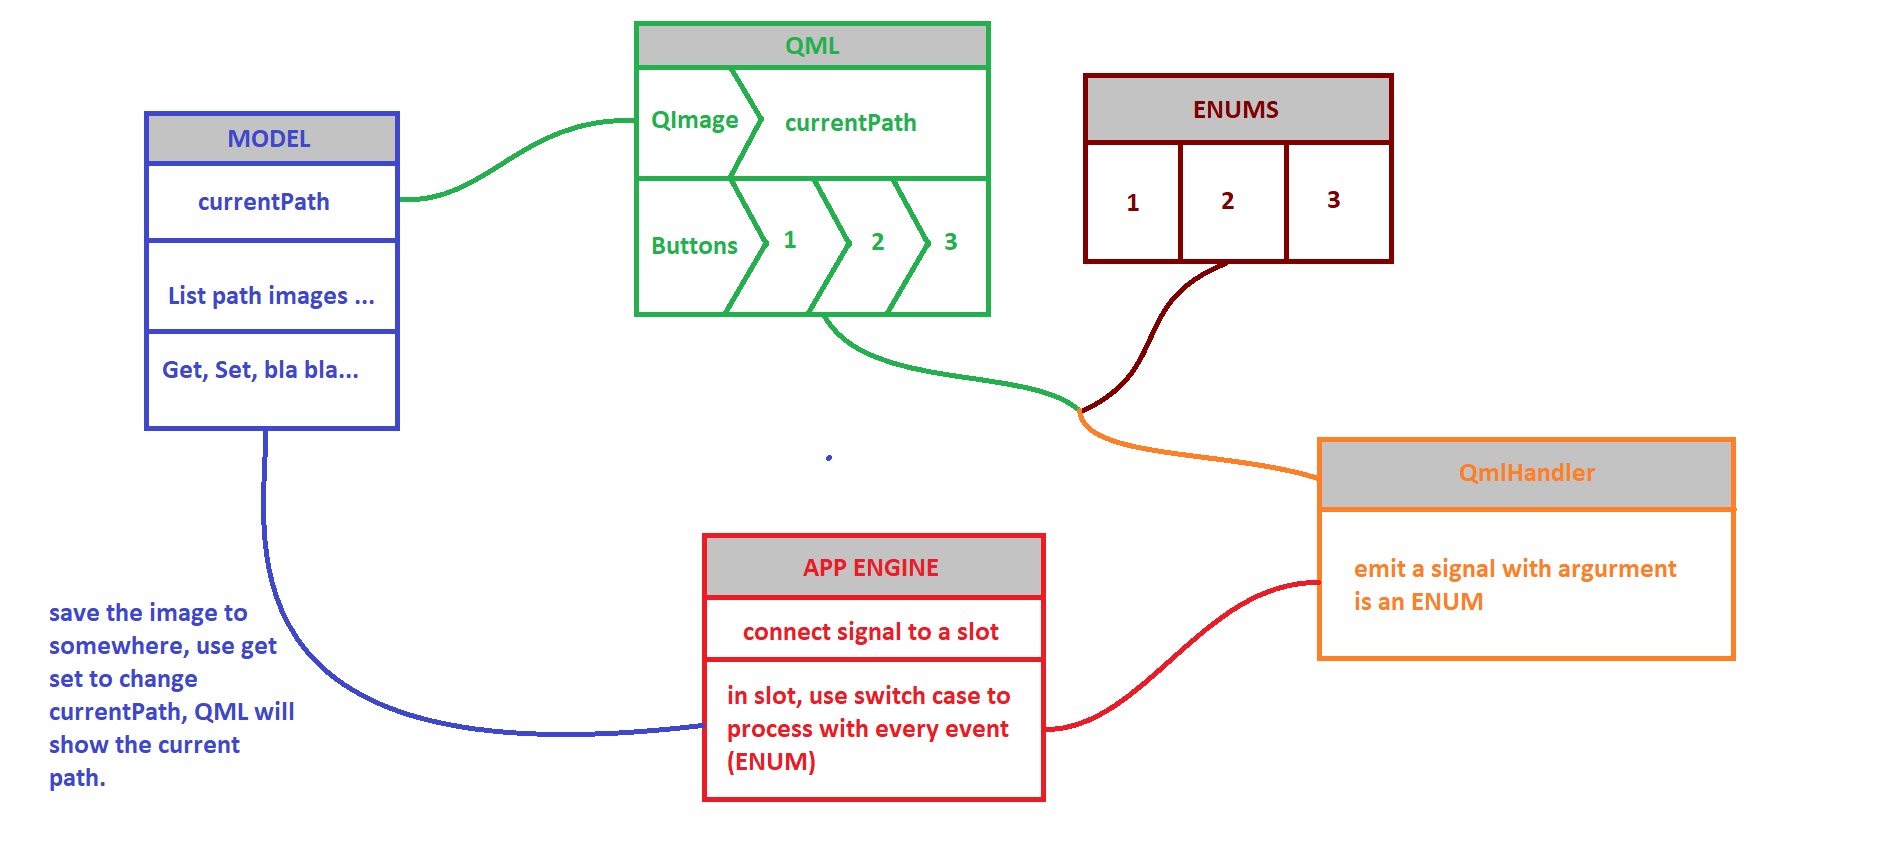 QML
QImage
currentPath
Buttons
1
2
3
ENUMS
1
2
3
MODEL
currentPath
List path images ...
Get, Set, bla bla...
QmlHandler
emit a signal with argurment
is an ENUM
APP ENGINE
connect signal to a slot
in slot, use switch case to
process with every event
(ENUM)
save the image to
somewhere, use get
set to change
currentPath, QML will
show the current
path.